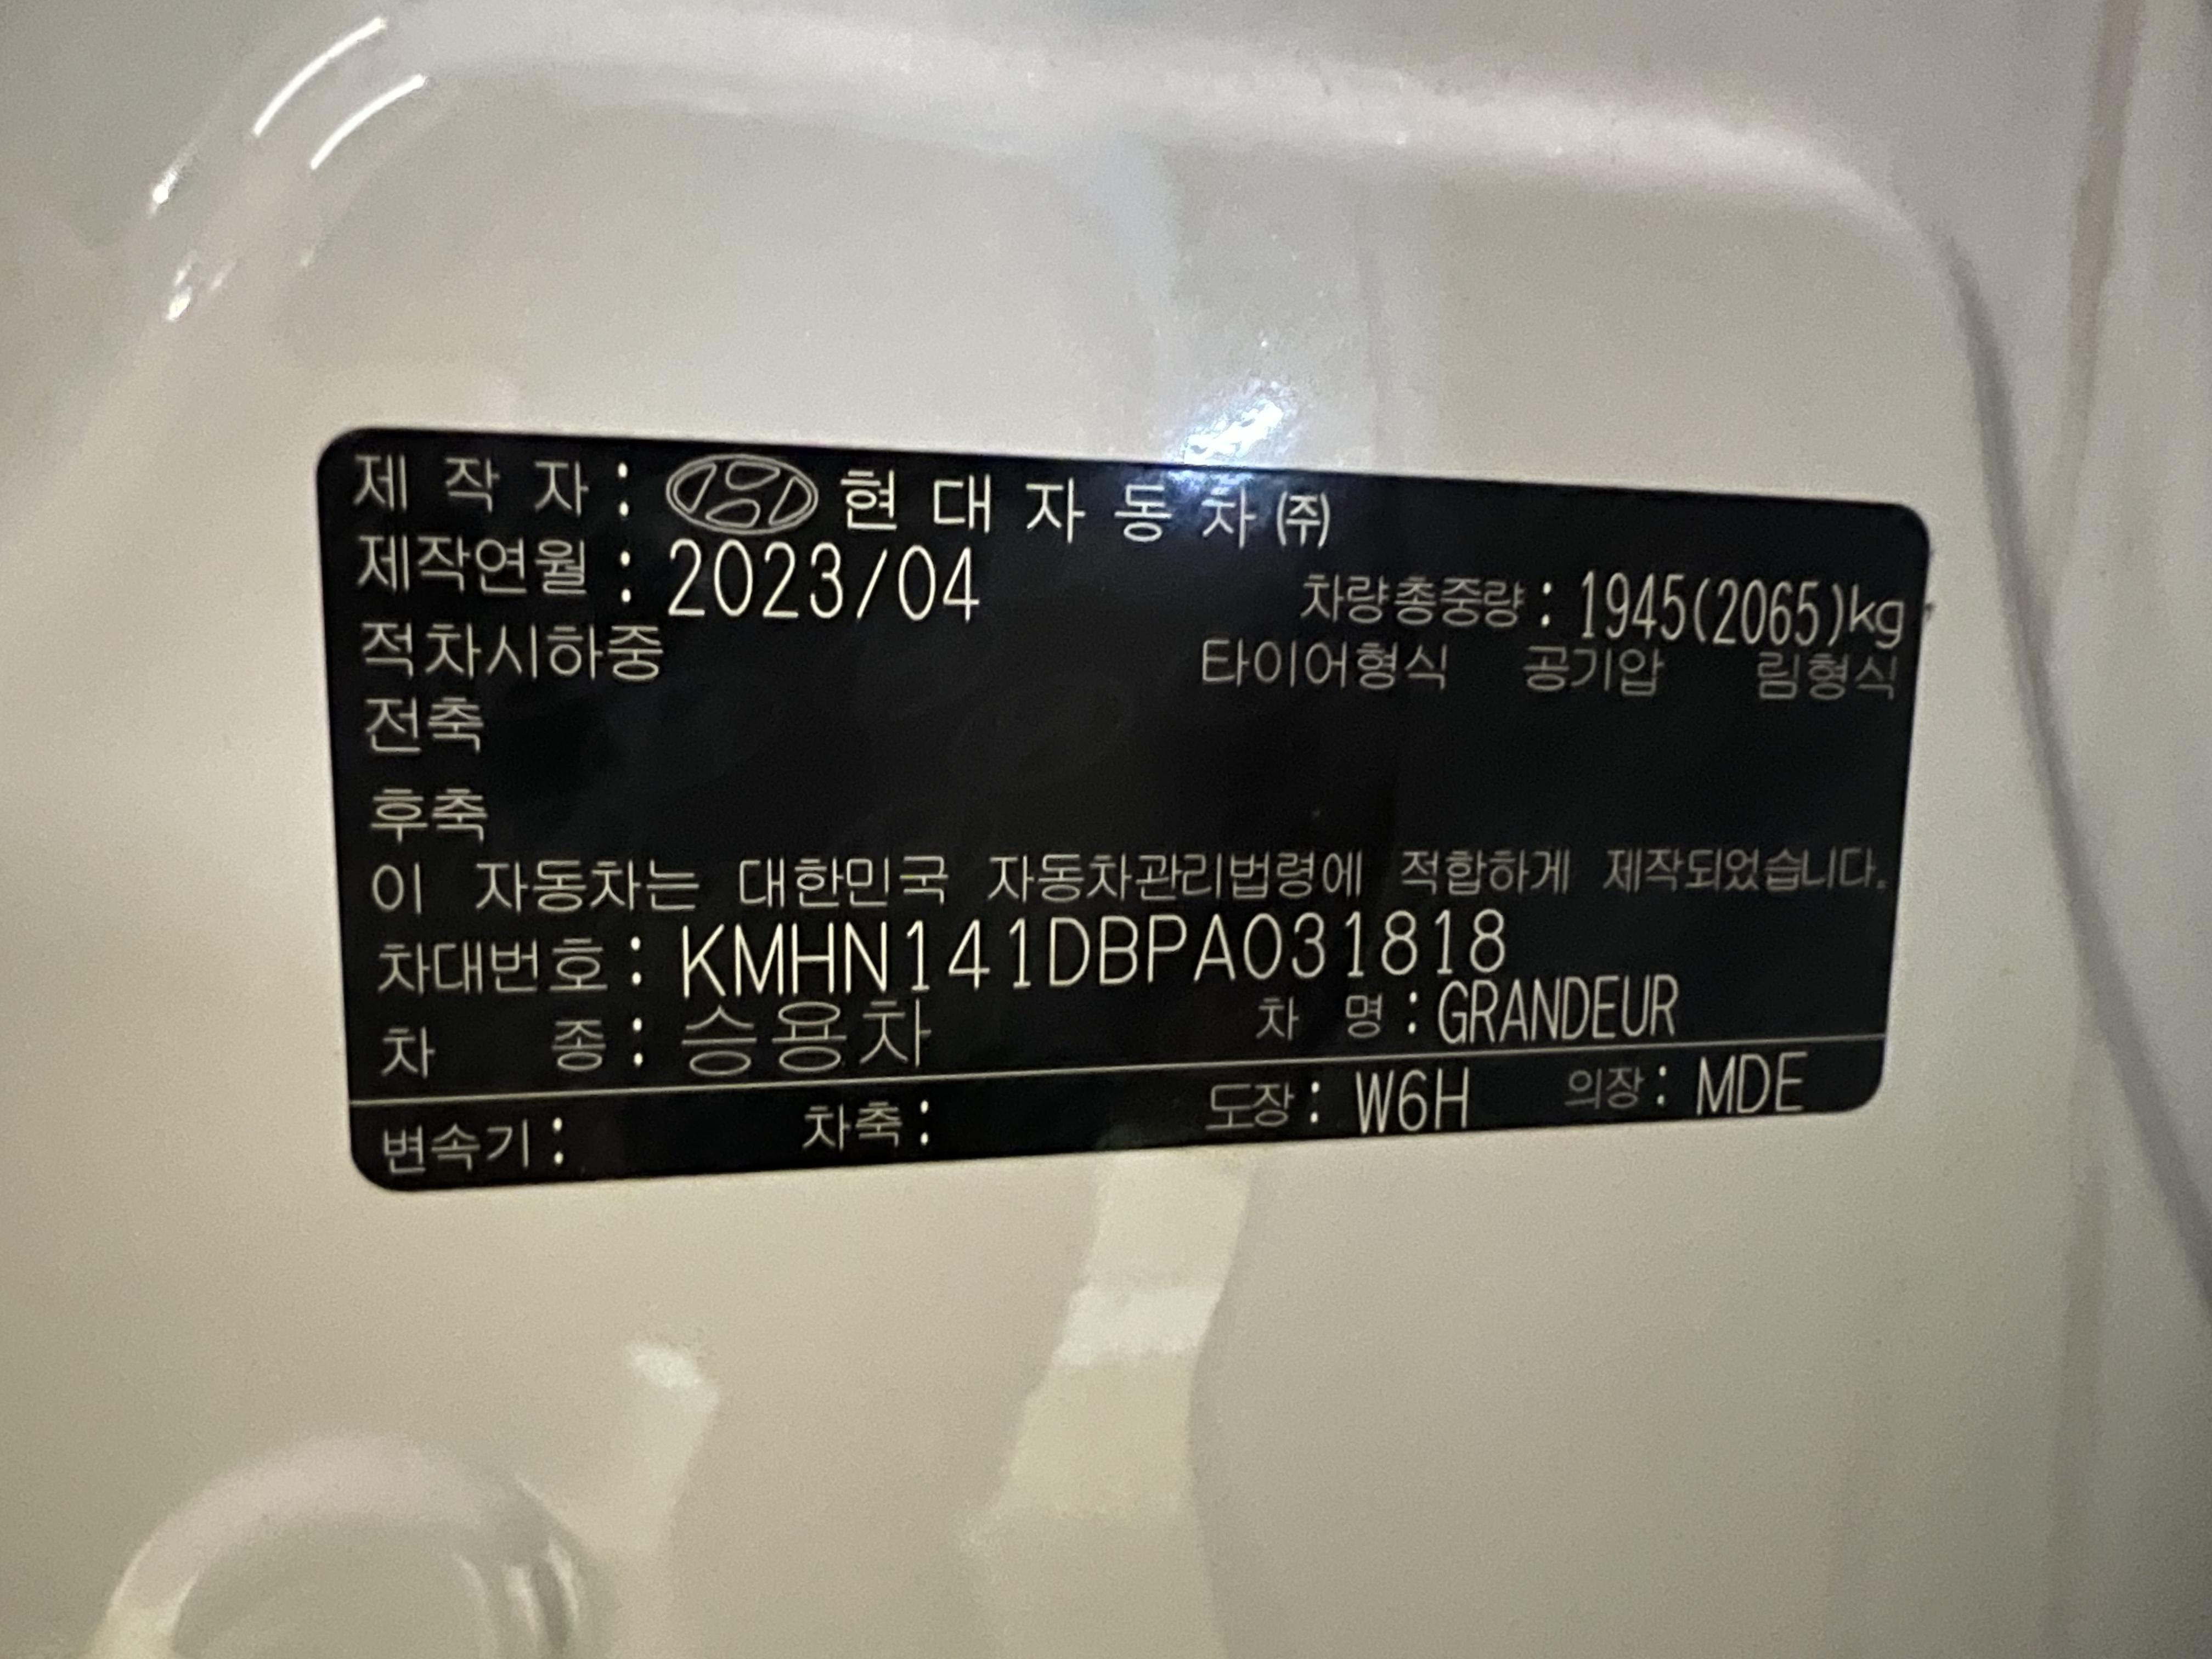 제 작 자 : 현 대 자 동 차 ㈜
제작연월 : 2023/04
차량총중량 : 1945(2065)kg
적차시하중 타이어형식 공기압 림형식
전축
후축
이 자동차는 대한민국 자동차관리법령에 적합하게 제작되었습니다.
차대번호 : KMHN141DBPA031818
차 종 : 승용차 차 명 : GRANDEUR
변속기 : 차축 : 도장 : W6H 의장 : MDE